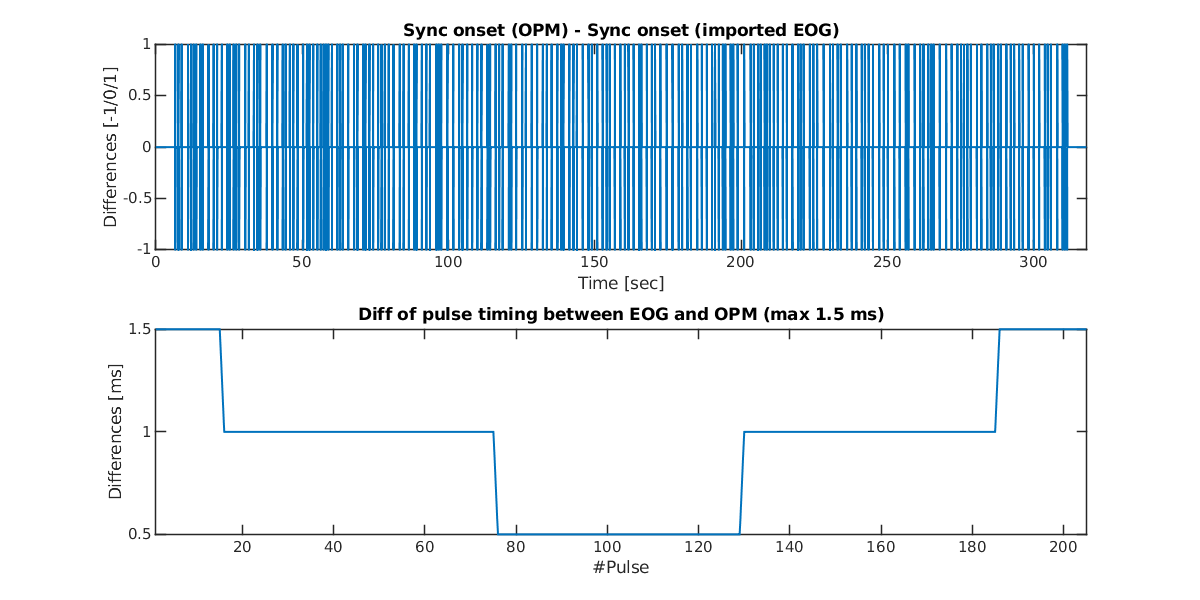 Sync onset (OPM) - Sync onset (imported EOG)
Differences [-1/0/1]
1
0.5
0
-0.5
-1
0 50 100 150 200 250 300
Time [sec]
Diff of pulse timing between EOG and OPM (max 1.5 ms)
Differences [ms]
1.5
1
0.5
20 40 60 80 100 120 140 160 180 200
#Pulse